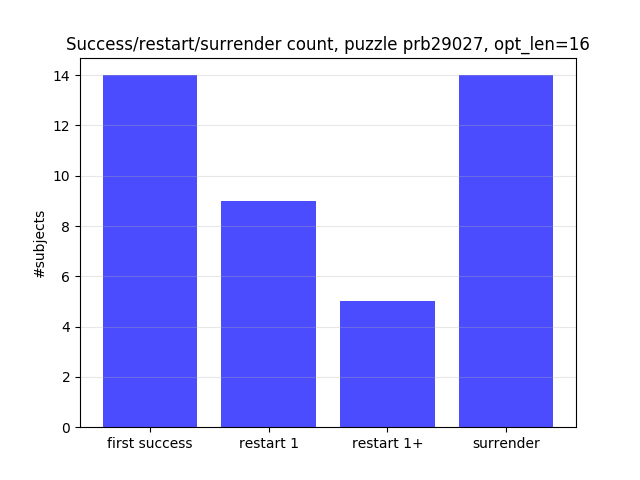 Success/restart/surrender count, puzzle prb29027, opt_len=16
14
12
10
8
6
4
2
0
#subjects
first success
restart 1
restart 1+
surrender